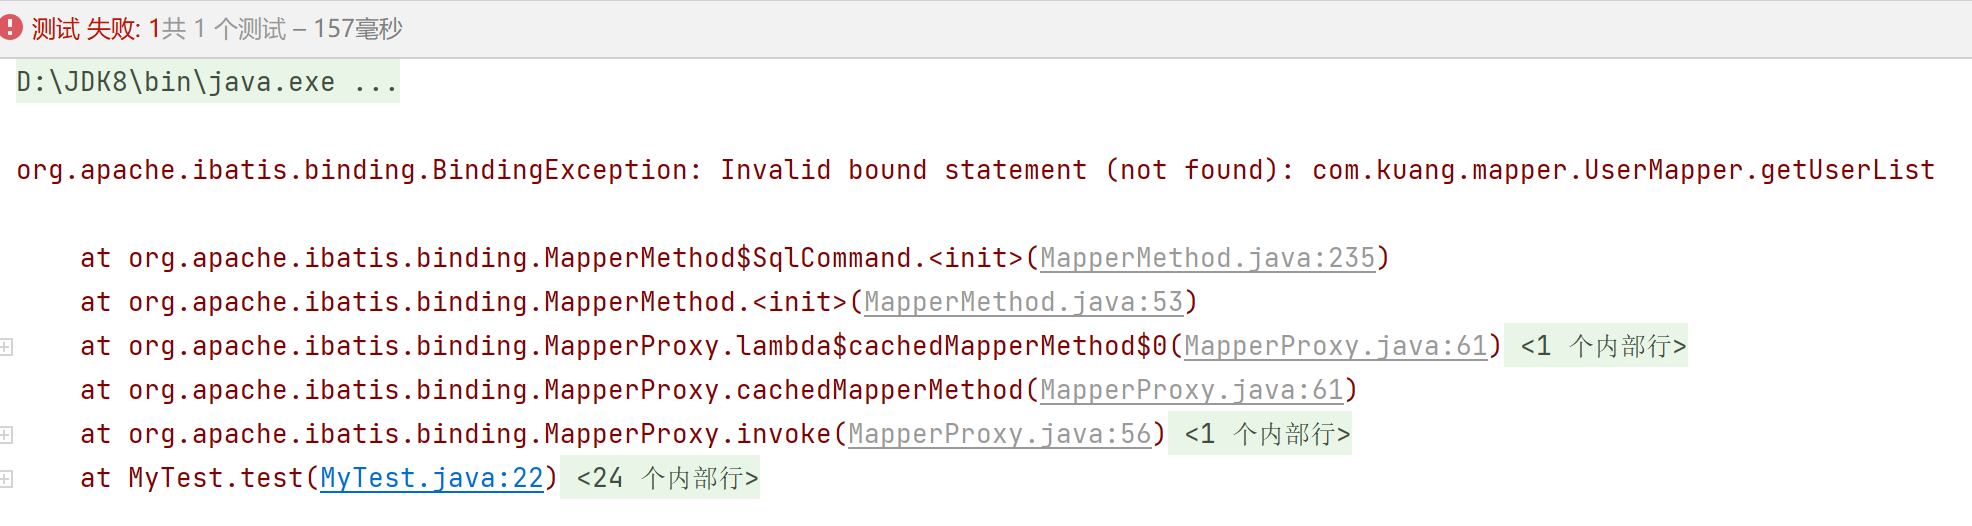 测试 失败: 1共 1 个测试 – 157毫秒
D:\JDK8\bin\java.exe ...
org.apache.ibatis.binding.BindingException: Invalid bound statement (not found): com.kuang.mapper.UserMapper.getUserList
at org.apache.ibatis.binding.MapperMethod$SqlCommand.<init>(MapperMethod.java:235)
at org.apache.ibatis.binding.MapperMethod.<init>(MapperMethod.java:53)
at org.apache.ibatis.binding.MapperProxy.lambda$cachedMapperMethod$0(MapperProxy.java:61) <1 个内部行>
at org.apache.ibatis.binding.MapperProxy.cachedMapperMethod(MapperProxy.java:61)
at org.apache.ibatis.binding.MapperProxy.invoke(MapperProxy.java:56) <1 个内部行>
at MyTest.test(MyTest.java:22) <24 个内部行>